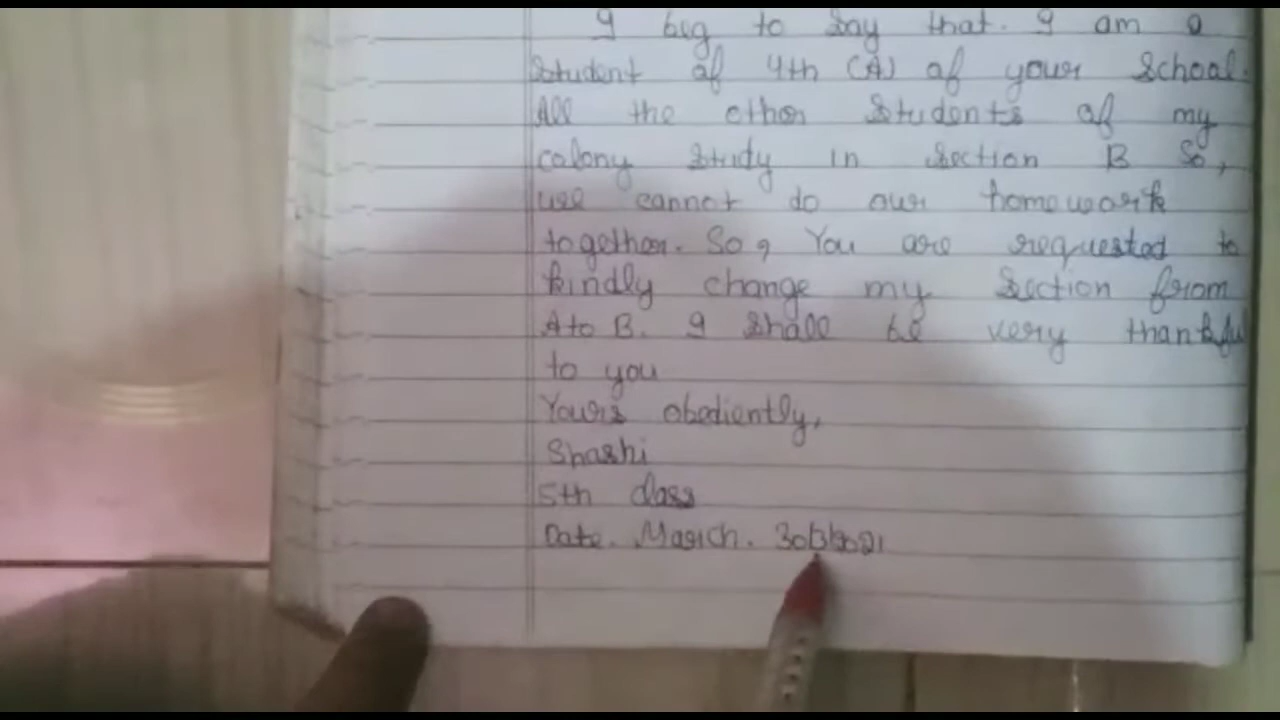 I beg to say that. I am a
student of 4th (A) of your school.
All the other students of my
colony study in section B So,
we cannot do our homework
together. So, You are requested to
kindly change my section from
A to B. I shall be very thankful
to you
Yours obediently,
Shashi
5th class
Date. March. 30/3/2021